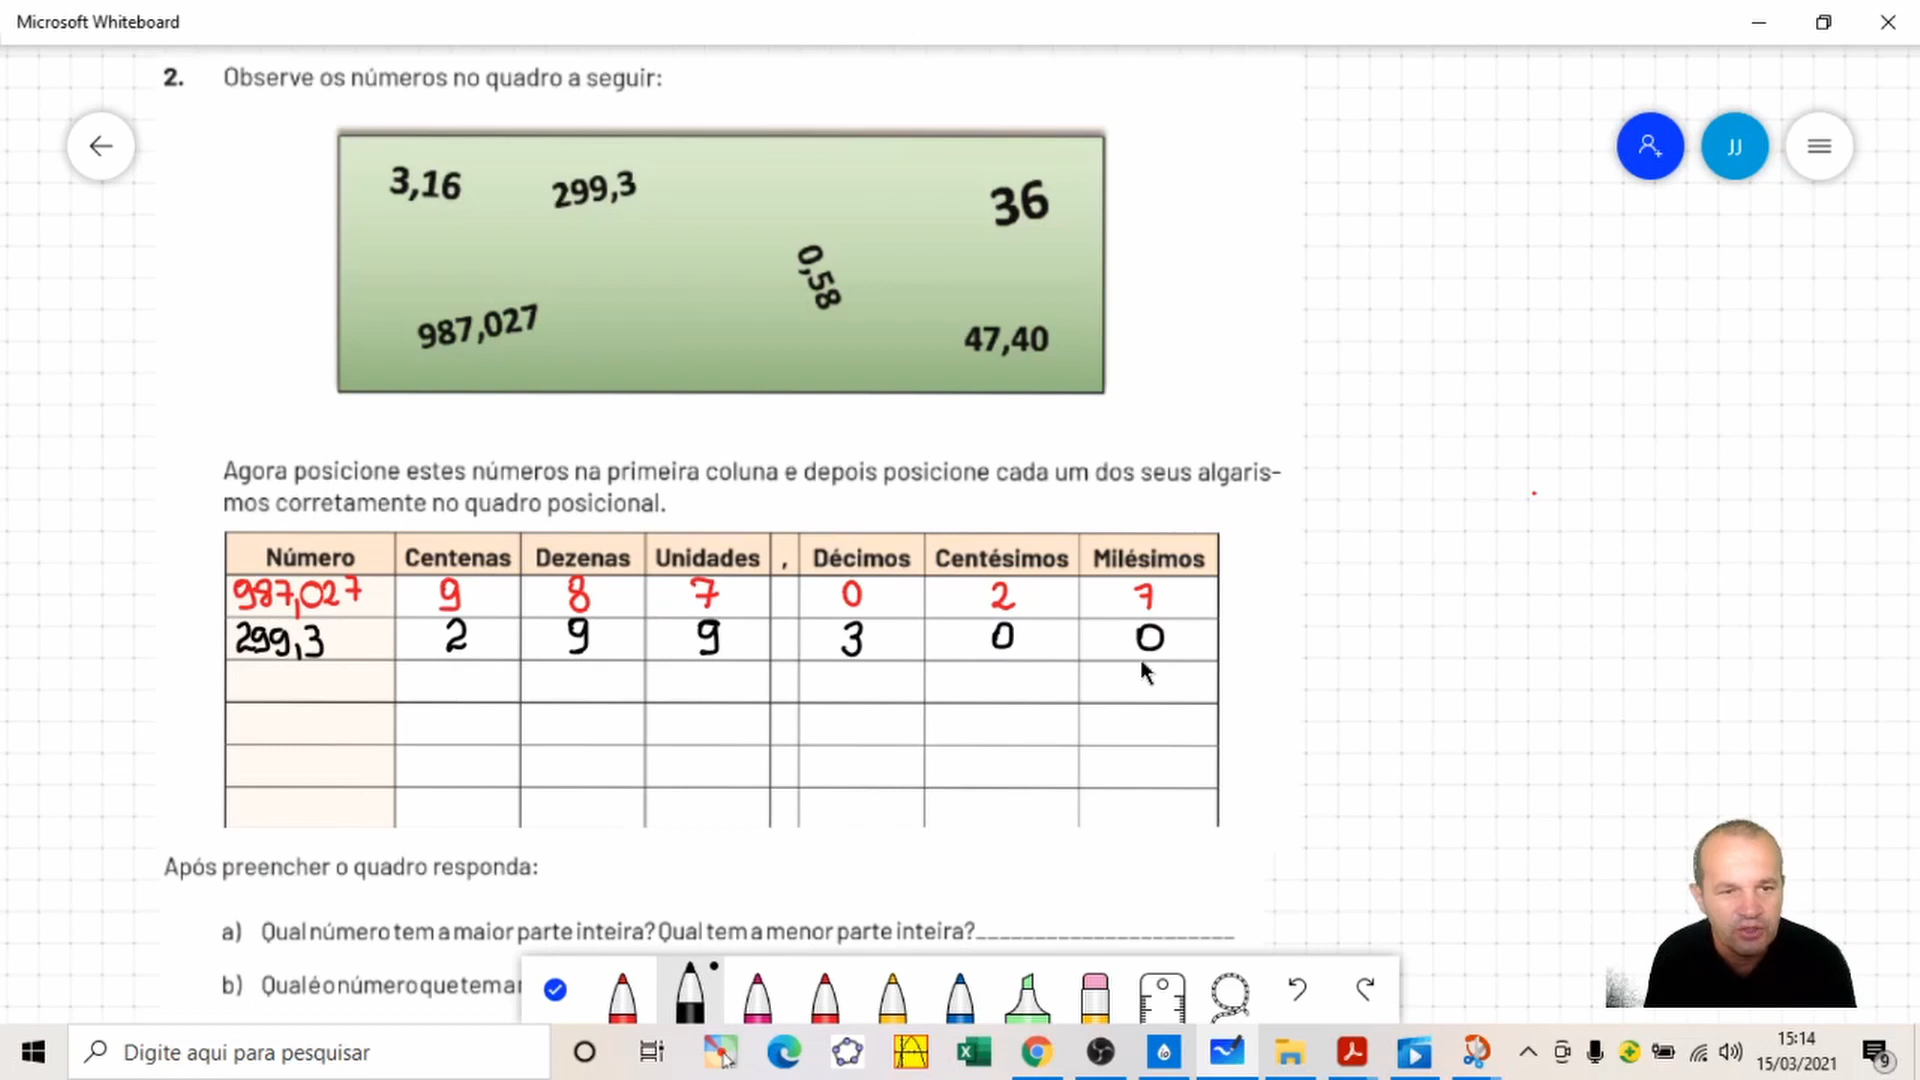 Microsoft Whiteboard
2. Observe os números no quadro a seguir:
3,16
299,3
36
0,58
987,027
47,40
JJ
Agora posicione estes números na primeira coluna e depois posicione cada um dos seus algaris-
mos corretamente no quadro posicional.
Número Centenas Dezenas Unidades , Décimos Centésimos Milésimos
987,027 9 8 7 0 2 7
299,3 2 9 9 3 0 0
Após preencher o quadro responda:
a) Qual número tem a maior parte inteira? Qual tem a menor parte inteira?
b) Qual é o número que tem a
Digite aqui para pesquisar
15:14
15/03/2021
9